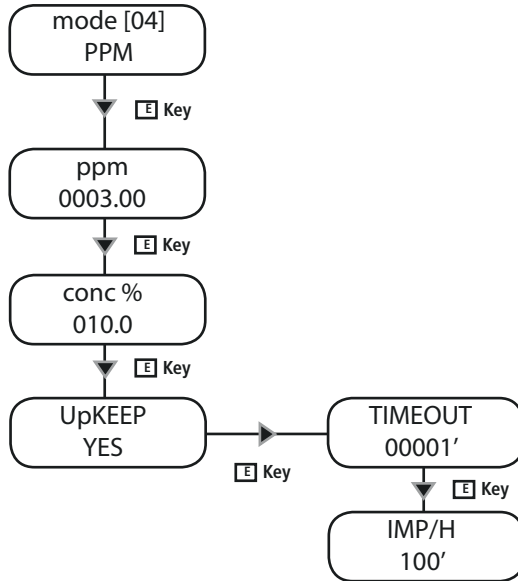 mode [04]
PPM
E Key
ppm
0003.00
E Key
conc %
010.0
E Key
UpKEEP
YES
E Key
TIMEOUT
00001’
E Key
IMP/H
100’